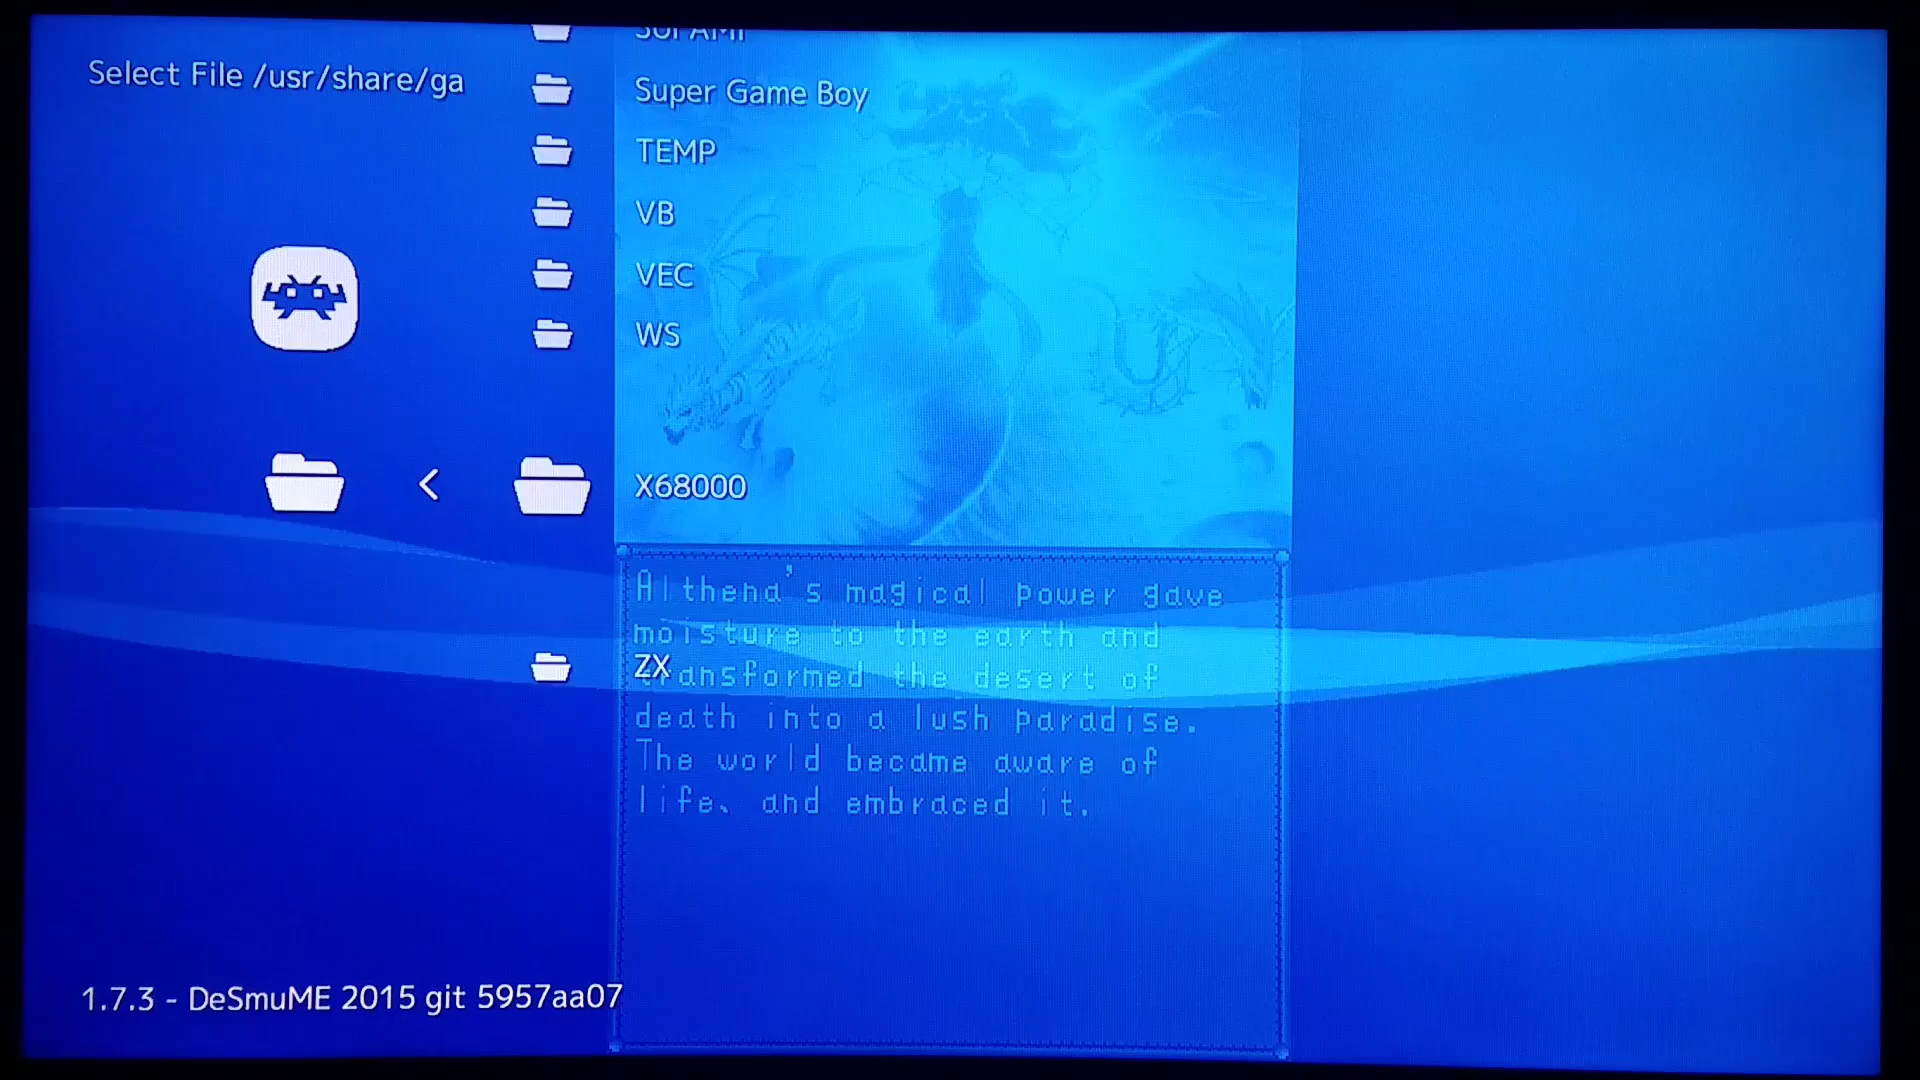 SUFAMI
Select File /usr/share/ga
Super Game Boy
TEMP
VB
VEC
WS
X68000
Althena's magical power gave
moisture to the earth and
ZX
transformed the desert of
death into a lush paradise.
The world became aware of
life, and embraced it.
1.7.3 - DeSmuME 2015 git 5957aa07